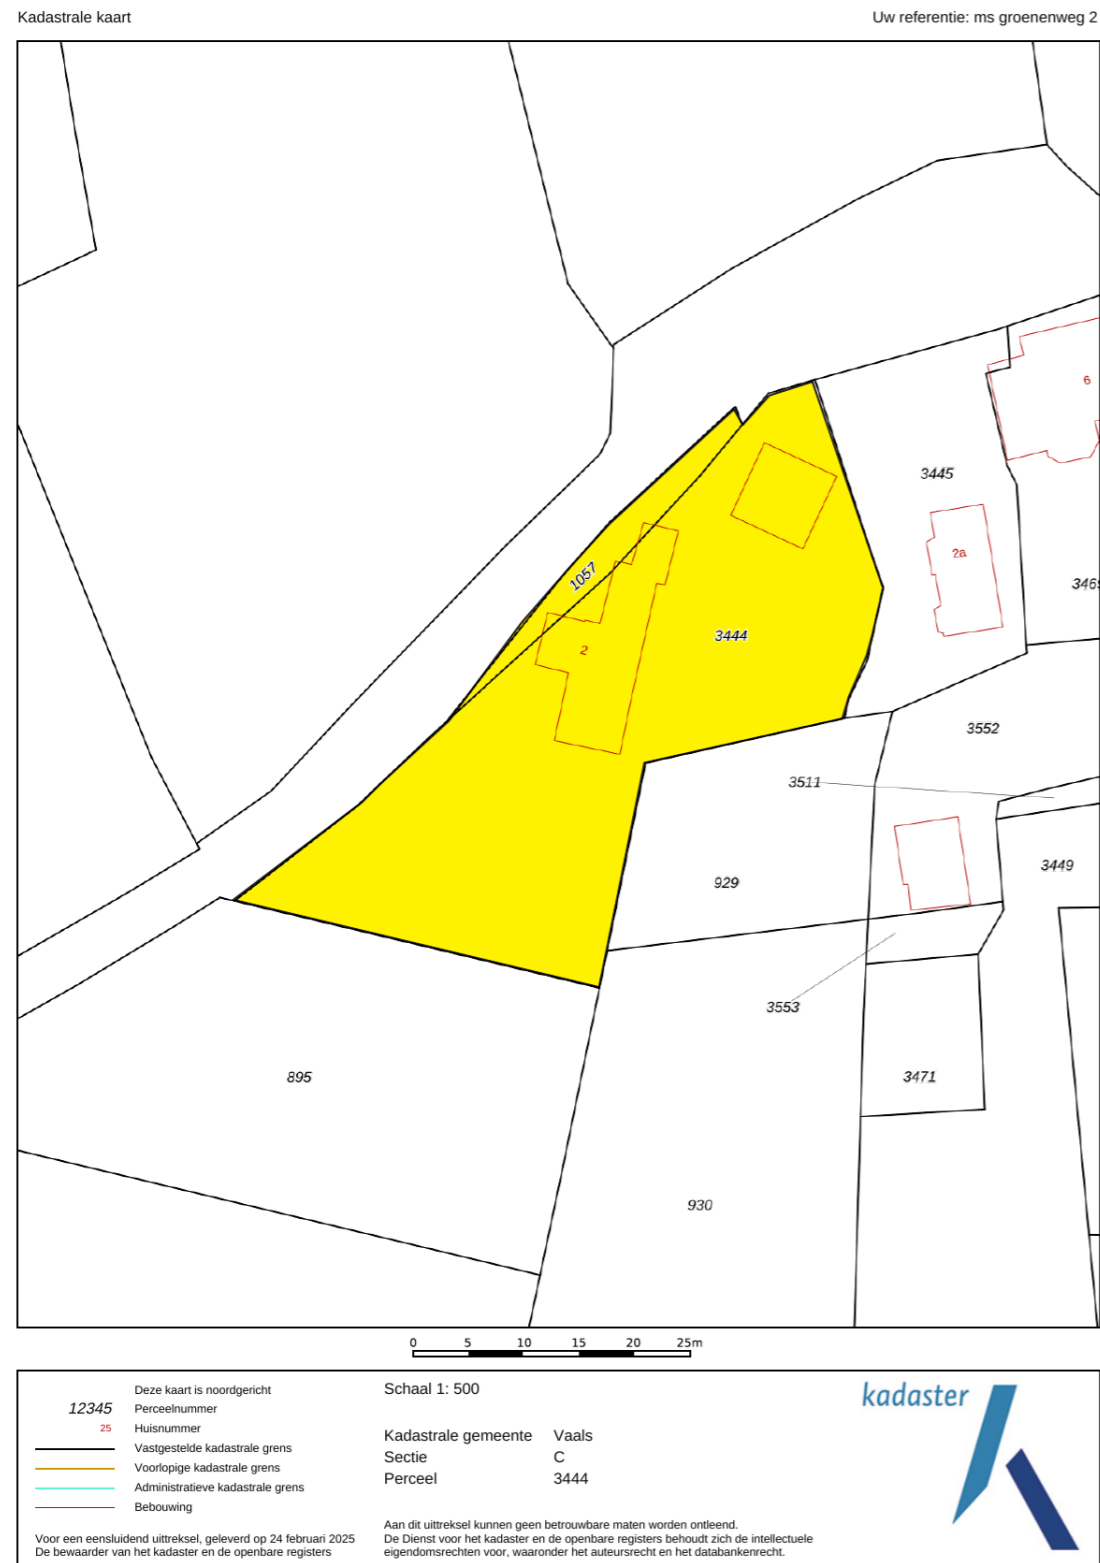 Kadastrale kaart
Uw referentie: ms groenenweg 2
6
3445
2a
1057
3444
2
3552
3511
929
3449
3553
895
3471
930
0 5 10 15 20 25m
Deze kaart is noordgericht
12345 Perceelnummer
25 Huisnummer
Vastgestelde kadastrale grens
Voorlopige kadastrale grens
Administratieve kadastrale grens
Bebouwing
Voor een eensluidend uittreksel, geleverd op 24 februari 2025
De bewaarder van het kadaster en de openbare registers
Schaal 1: 500
Kadastrale gemeente Vaals
Sectie C
Perceel 3444
Aan dit uittreksel kunnen geen betrouwbare maten worden ontleend.
De Dienst voor het kadaster en de openbare registers behoudt zich de intellectuele
eigendomsrechten voor, waaronder het auteursrecht en het databankenrecht.
kadaster